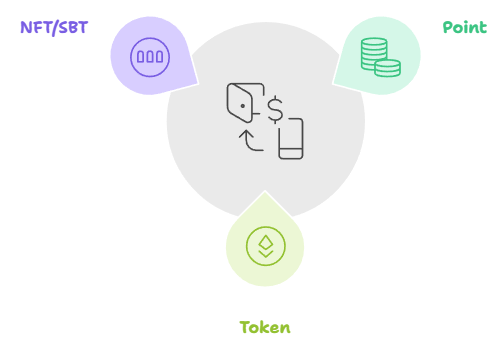 NFT/SBT
Point
$
Token